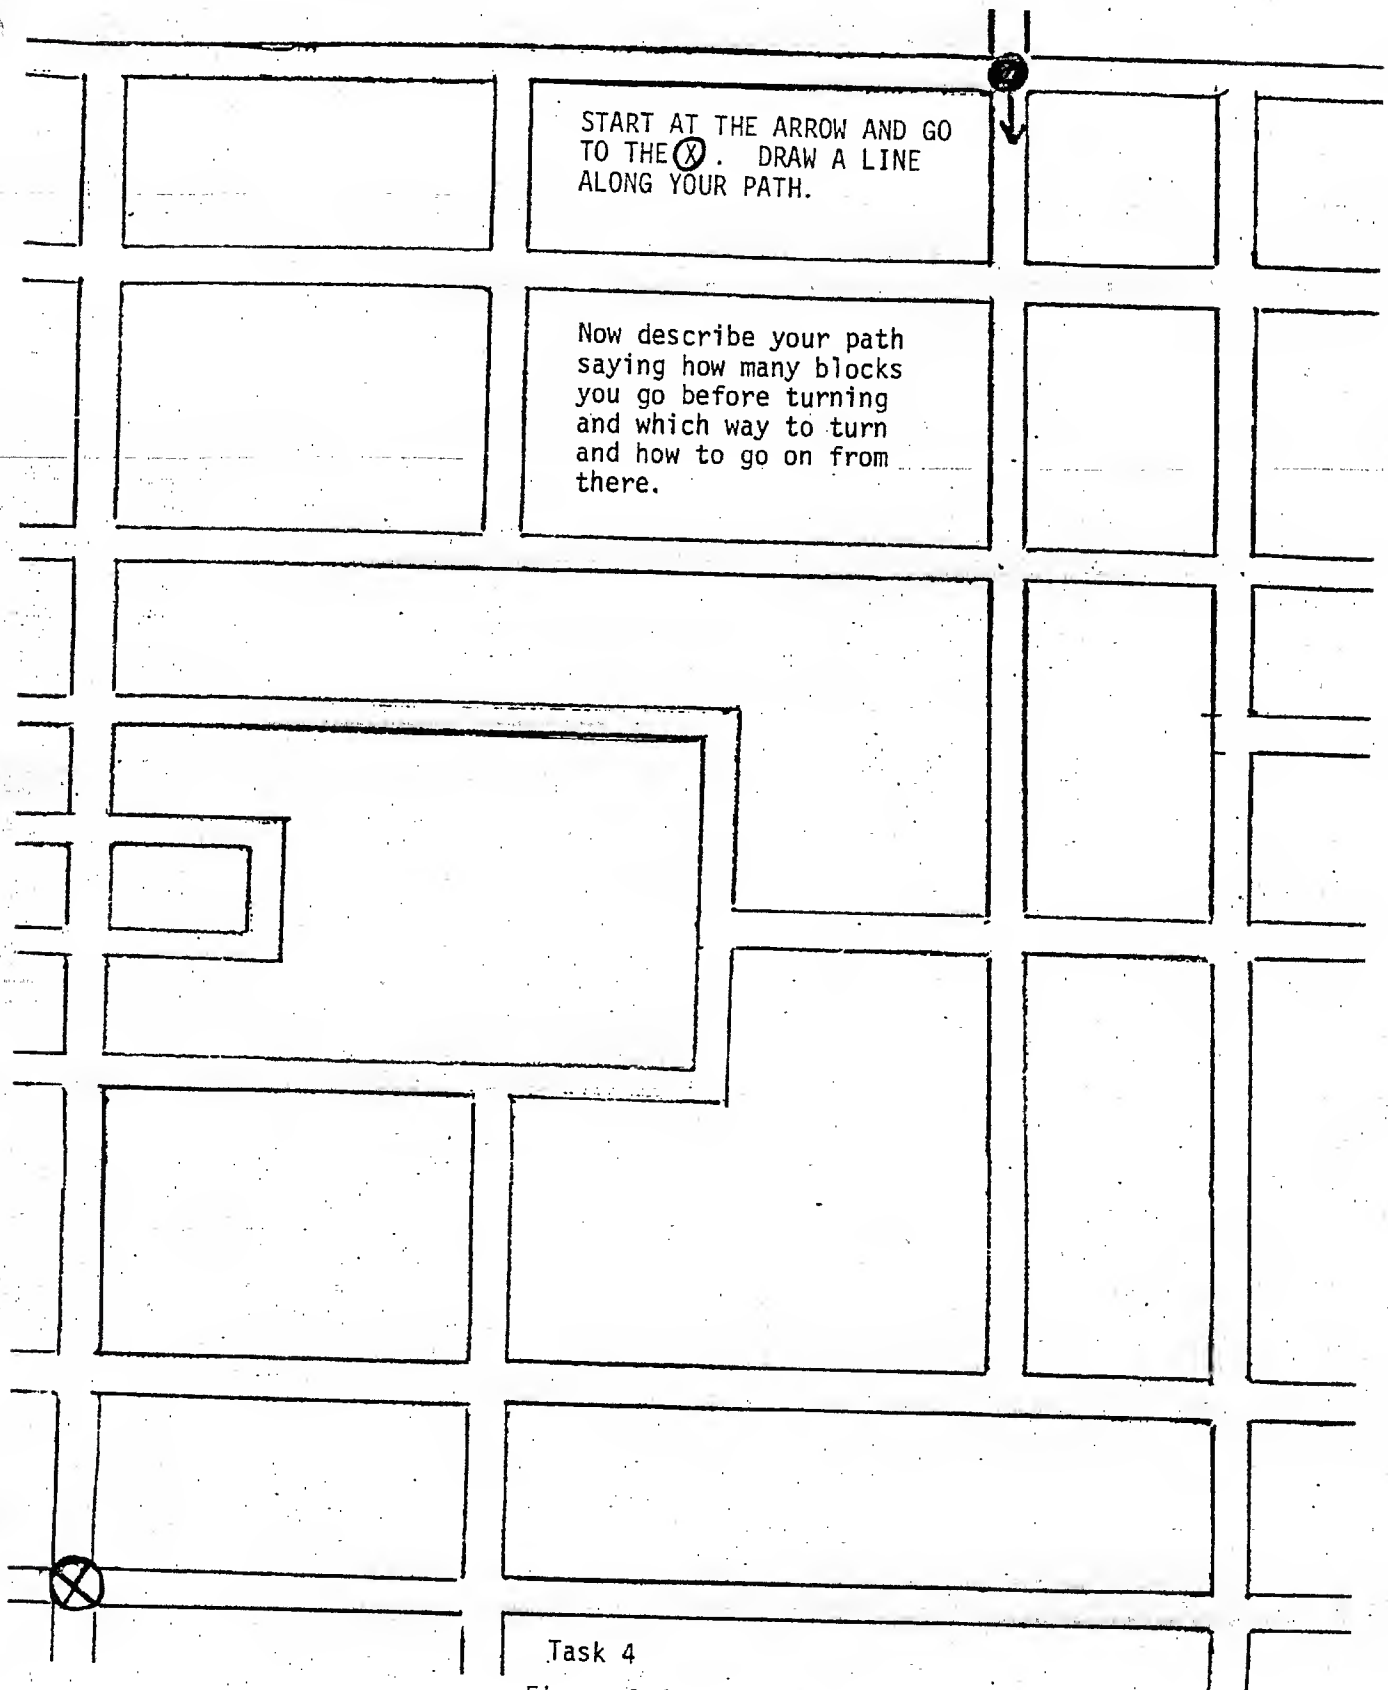 START AT THE ARROW AND GO
TO THE Ⓧ. DRAW A LINE
ALONG YOUR PATH.
Now describe your path
saying how many blocks
you go before turning
and which way to turn
and how to go on from
there.
Task 4